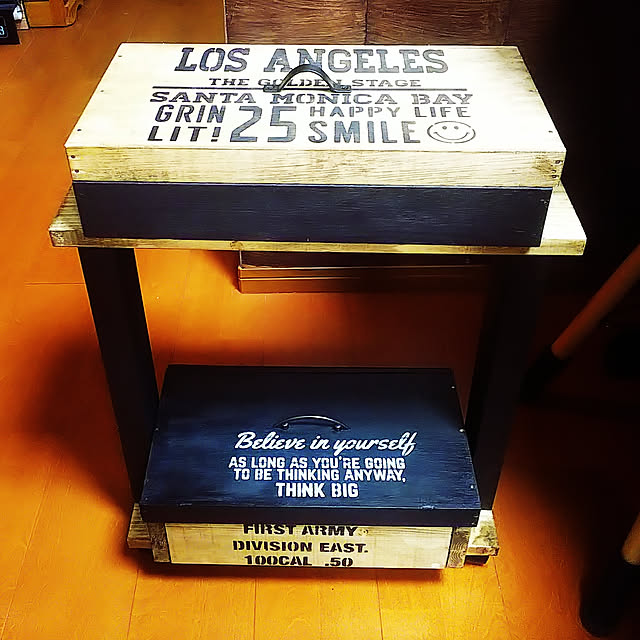 LOS ANGELES
THE GOLDEN STAGE
SANTA MONICA BAY
GRIN 25 HAPPY LIFE
LIT! SMILE
Believe in yourself
AS LONG AS YOU'RE GOING
TO BE THINKING ANYWAY,
THINK BIG
FIRST ARMY
DIVISION EAST.
100CAL .50